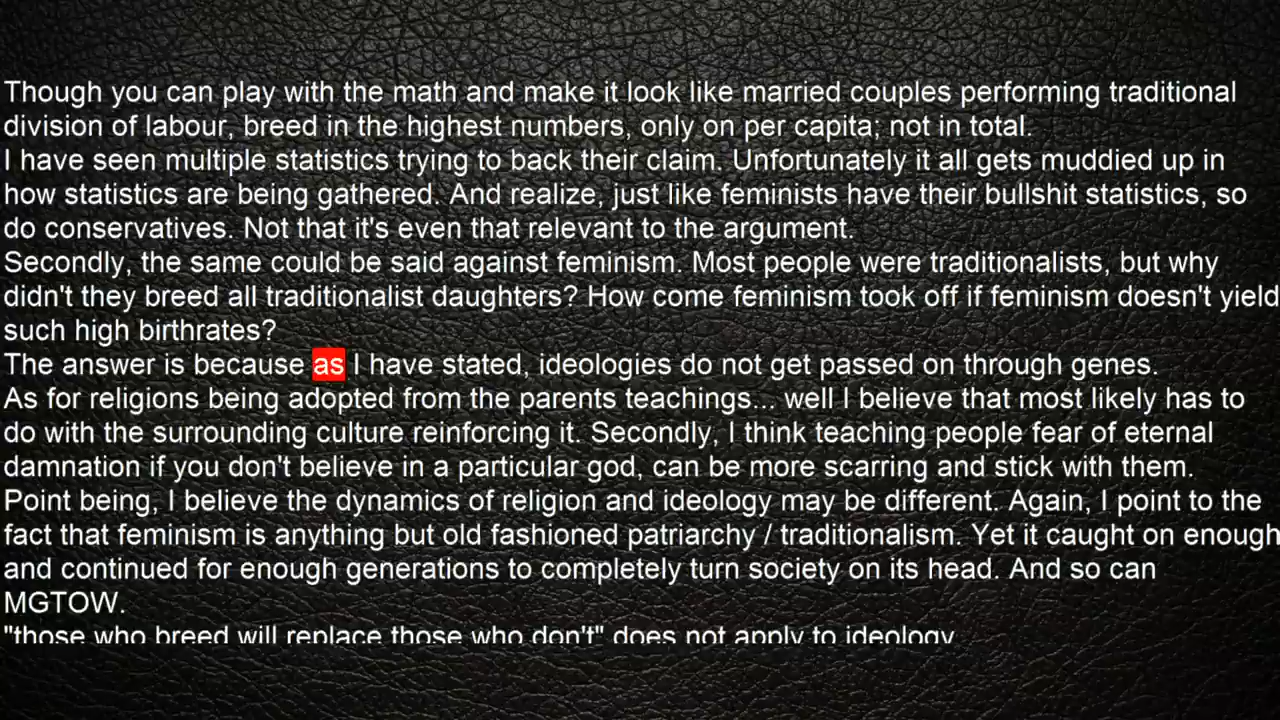 Though you can play with the math and make it look like married couples performing traditional
division of labour, breed in the highest numbers, only on per capita; not in total.
I have seen multiple statistics trying to back their claim. Unfortunately it all gets muddied up in
how statistics are being gathered. And realize, just like feminists have their bullshit statistics, so
do conservatives. Not that it's even that relevant to the argument.
Secondly, the same could be said against feminism. Most people were traditionalists, but why
didn't they breed all traditionalist daughters? How come feminism took off if feminism doesn't yield
such high birthrates?
The answer is because as I have stated, ideologies do not get passed on through genes.
As for religions being adopted from the parents teachings... well I believe that most likely has to
do with the surrounding culture reinforcing it. Secondly, I think teaching people fear of eternal
damnation if you don't believe in a particular god, can be more scarring and stick with them.
Point being, I believe the dynamics of religion and ideology may be different. Again, I point to the
fact that feminism is anything but old fashioned patriarchy / traditionalism. Yet it caught on enough
and continued for enough generations to completely turn society on its head. And so can
MGTOW.
"those who breed will replace those who don't" does not apply to ideology